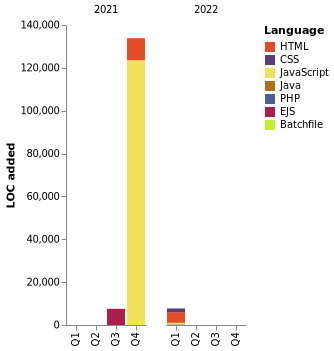 2021 2022
Language
HTML
CSS
JavaScript
Java
PHP
EJS
Batchfile
LOC added
140,000
120,000
100,000
80,000
60,000
40,000
20,000
0
Q1 Q2 Q3 Q4 Q1 Q2 Q3 Q4